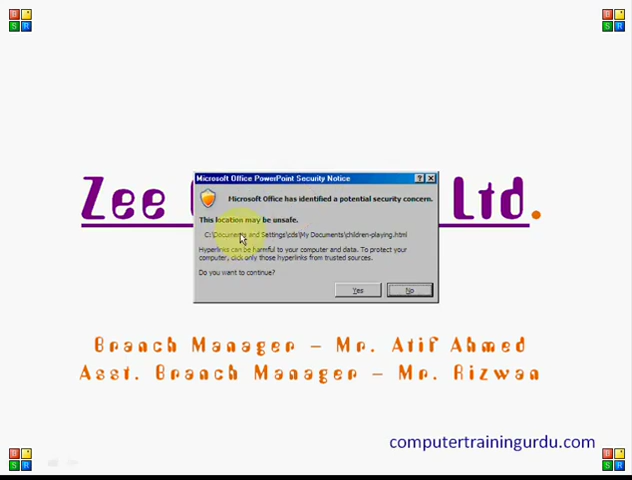 B R
S R
B R
S R
Microsoft Office PowerPoint Security Notice
Microsoft Office has identified a potential security concern.
This location may be unsafe.
C:\Documents and Settings\cds\My Documents\children-playing.html
Hyperlinks can be harmful to your computer and data. To protect your
computer, click only those hyperlinks from trusted sources.
Do you want to continue?
Yes No
Zee Ltd.
Branch Manager – Mr. Atif Ahmed
Asst. Branch Manager – Mr. Rizwan
computertrainingurdu.com
B R
S R
B R
S R